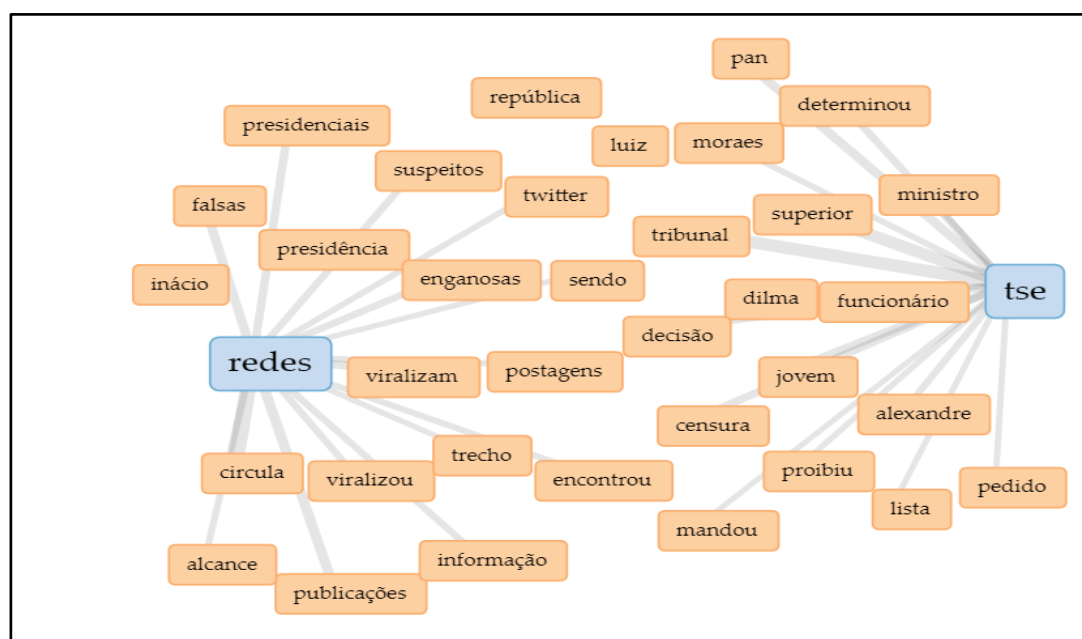 pan
república
determinou
presidenciais
luiz
moraes
suspeitos
twitter
ministro
falsas
superior
tribunal
presidência
inácio
enganosas
sendo
dilma
funcionário
tse
decisão
redes
viralizam
postagens
jovem
censura
alexandre
trecho
circula
viralizou
encontrou
proibiu
pedido
lista
mandou
alcance
informação
publicações